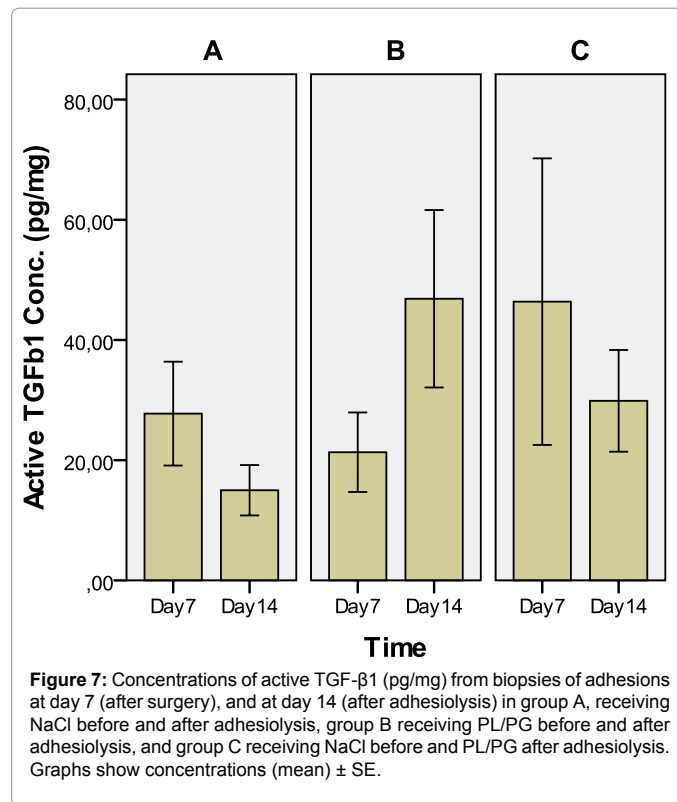 A B C
80,00
60,00
40,00
20,00
,00
Active TGFb1 Conc. (pg/mg)
Day7 Day14 Day7 Day14 Day7 Day14
Time
Figure 7: Concentrations of active TGF-β1 (pg/mg) from biopsies of adhesions
at day 7 (after surgery), and at day 14 (after adhesiolysis) in group A, receiving
NaCl before and after adhesiolysis, group B receiving PL/PG before and after
adhesiolysis, and group C receiving NaCl before and PL/PG after adhesiolysis.
Graphs show concentrations (mean) ± SE.